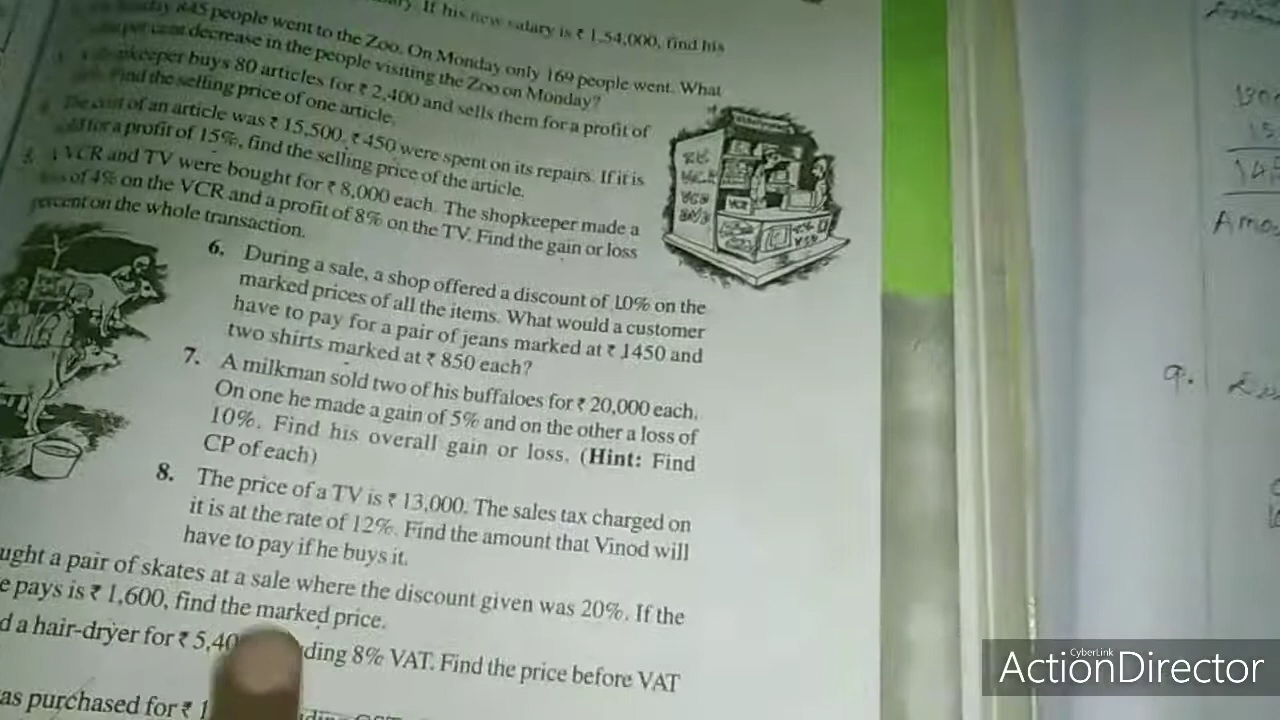 If his new salary is ₹ 1,54,000, find his
845 people went to the Zoo. On Monday only 169 people went. What
cent decrease in the people visiting the Zoo on Monday?
buys 80 articles for ₹ 2,400 and sells them for a profit of
Find the selling price of one article.
4. The cost of an article was ₹ 15,500. ₹ 450 were spent on its repairs. If it is
sold for a profit of 15%, find the selling price of the article.
5. A VCR and TV were bought for ₹ 8,000 each. The shopkeeper made a
loss of 4% on the VCR and a profit of 8% on the TV. Find the gain or loss
percent on the whole transaction.
6. During a sale, a shop offered a discount of 10% on the
marked prices of all the items. What would a customer
have to pay for a pair of jeans marked at ₹ 1450 and
two shirts marked at ₹ 850 each?
7. A milkman sold two of his buffaloes for ₹ 20,000 each.
On one he made a gain of 5% and on the other a loss of
10%. Find his overall gain or loss. (Hint: Find
CP of each)
8. The price of a TV is ₹ 13,000. The sales tax charged on
it is at the rate of 12%. Find the amount that Vinod will
have to pay if he buys it.
ught a pair of skates at a sale where the discount given was 20%. If the
e pays is ₹ 1,600, find the marked price.
d a hair-dryer for ₹ 5,40 ding 8% VAT. Find the price before VAT
as purchased for ₹ 1
VCR
9.
CyberLink
ActionDirector